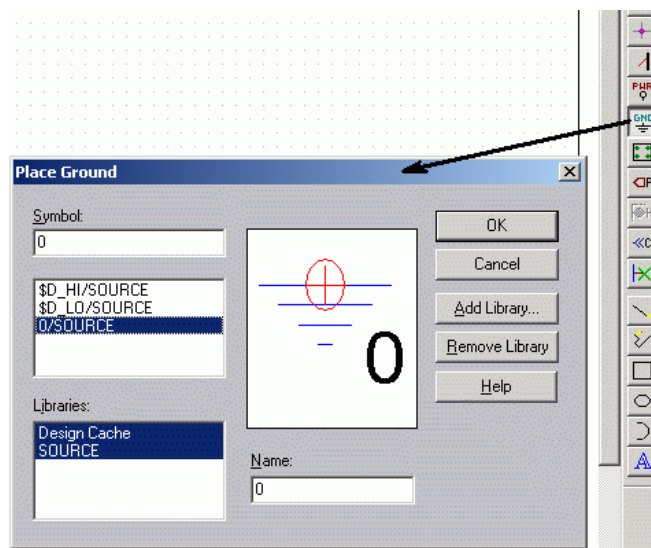 PWR
GND
Place Ground
Symbol:
0
$D_HI/SOURCE
$D_LO/SOURCE
0/SOURCE
0
OK
Cancel
Add Library...
Remove Library
Help
Libraries:
Design Cache
SOURCE
Name:
0
A